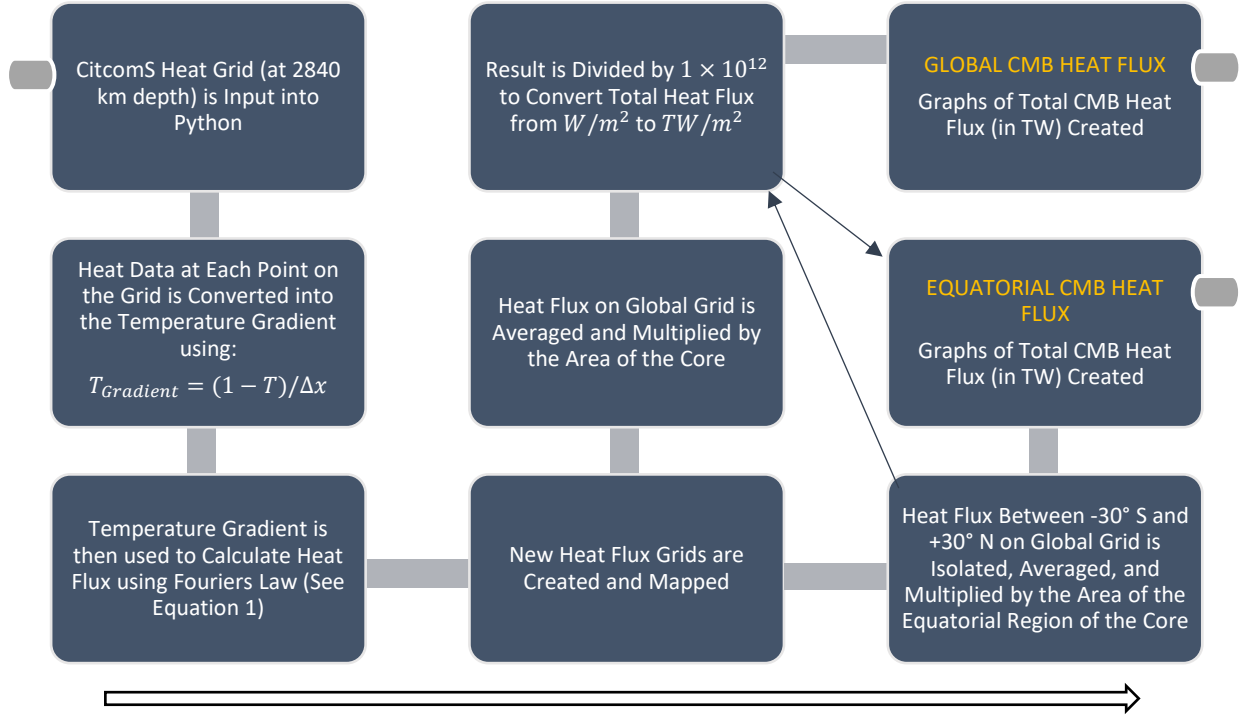 CitcomS Heat Grid (at 2840
km depth) is Input into
Python
Heat Data at Each Point on
the Grid is Converted into
the Temperature Gradient
using:
T_{Gradient} = (1 − T)/Δx
Temperature Gradient is
then used to Calculate Heat
Flux using Fouriers Law (See
Equation 1)
New Heat Flux Grids are
Created and Mapped
Heat Flux on Global Grid is
Averaged and Multiplied by
the Area of the Core
Result is Divided by 1 × 10¹²
to Convert Total Heat Flux
from W/m² to TW/m²
GLOBAL CMB HEAT FLUX
Graphs of Total CMB Heat
Flux (in TW) Created
EQUATORIAL CMB HEAT
FLUX
Graphs of Total CMB Heat
Flux (in TW) Created
Heat Flux Between -30° S and
+30° N on Global Grid is
Isolated, Averaged, and
Multiplied by the Area of the
Equatorial Region of the Core